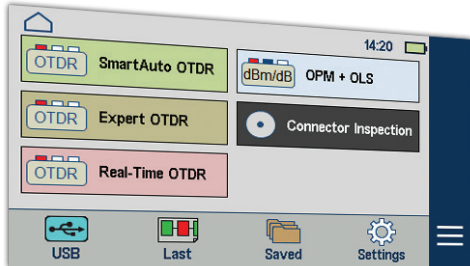 14:20
OTDR SmartAuto OTDR
dBm/dB OPM + OLS
OTDR Expert OTDR
Connector Inspection
OTDR Real-Time OTDR
USB Last Saved Settings